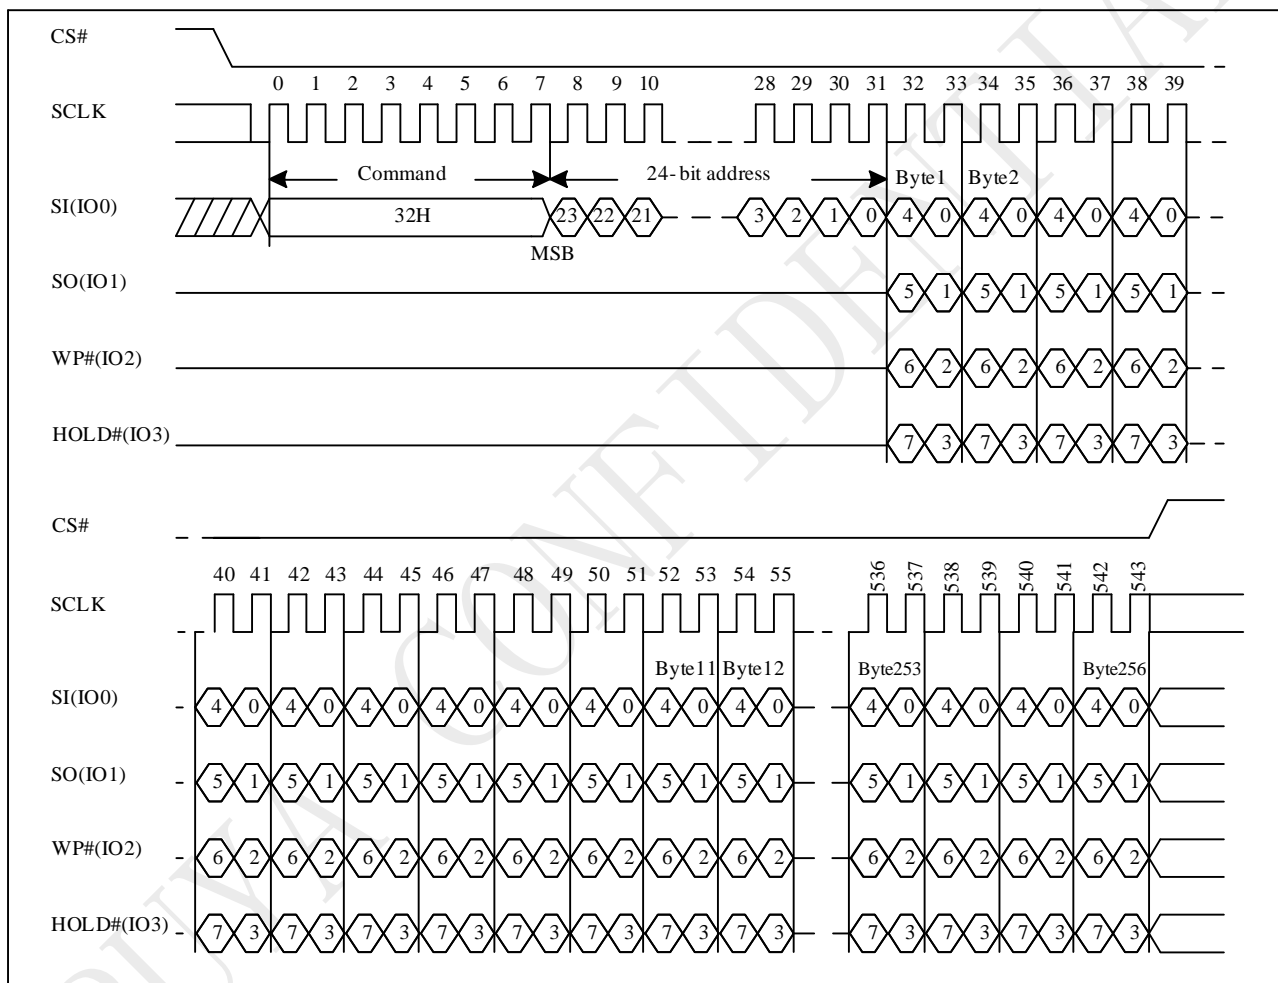 CS#
0 1 2 3 4 5 6 7 8 9 10 28 29 30 31 32 33 34 35 36 37 38 39
SCLK
Command 24-bit address Byte1 Byte2
SI(IO0) 32H 23 22 21 3 2 1 0 4 0 4 0 4 0 4 0
MSB
SO(IO1) 5 1 5 1 5 1 5 1
WP#(IO2) 6 2 6 2 6 2 6 2
HOLD#(IO3) 7 3 7 3 7 3 7 3
CS#
40 41 42 43 44 45 46 47 48 49 50 51 52 53 54 55 536 537 538 539 540 541 542 543
SCLK
Byte11 Byte12 Byte253 Byte256
SI(IO0) 4 0 4 0 4 0 4 0 4 0 4 0 4 0 4 0 4 0 4 0 4 0 4 0
SO(IO1) 5 1 5 1 5 1 5 1 5 1 5 1 5 1 5 1 5 1 5 1 5 1 5 1
WP#(IO2) 6 2 6 2 6 2 6 2 6 2 6 2 6 2 6 2 6 2 6 2 6 2 6 2
HOLD#(IO3) 7 3 7 3 7 3 7 3 7 3 7 3 7 3 7 3 7 3 7 3 7 3 7 3
PUYA CONFIDENTIAL